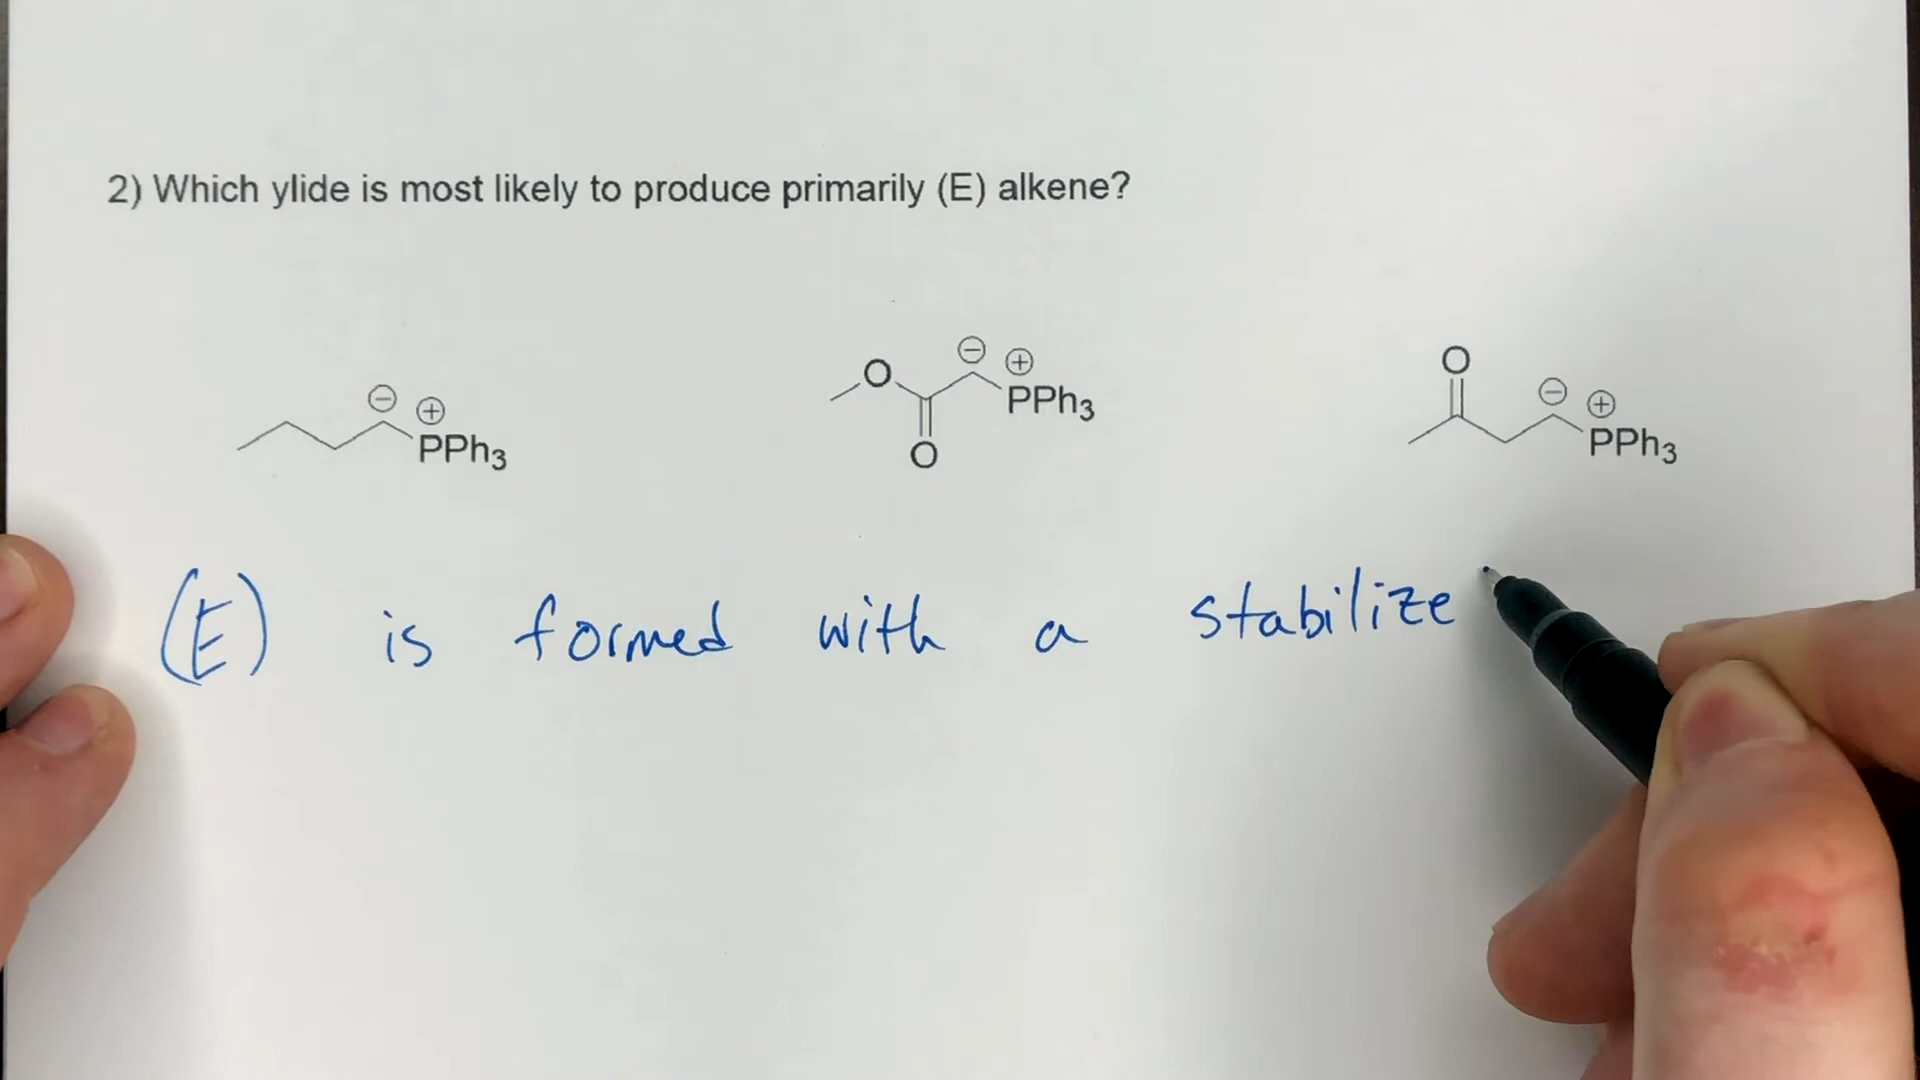 2) Which ylide is most likely to produce primarily (E) alkene?
O
⊖ ⊕
PPh3
O
O
⊖ ⊕
PPh3
O
⊖ ⊕
PPh3
(E) is formed with a stabilize